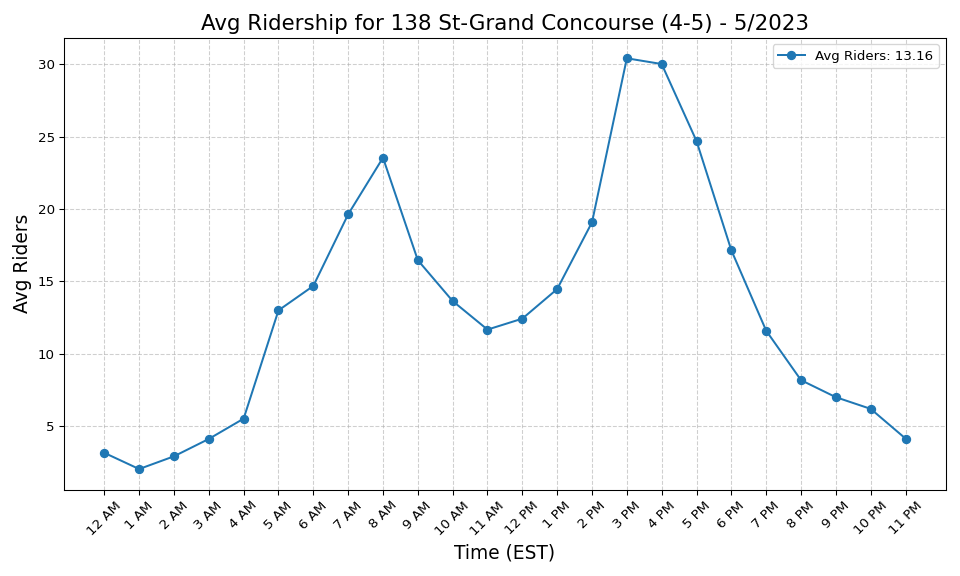 Avg Ridership for 138 St-Grand Concourse (4-5) - 5/2023
Avg Riders: 13.16
30
25
20
15
10
5
Avg Riders
12 AM
1 AM
2 AM
3 AM
4 AM
5 AM
6 AM
7 AM
8 AM
9 AM
10 AM
11 AM
12 PM
1 PM
2 PM
3 PM
4 PM
5 PM
6 PM
7 PM
8 PM
9 PM
10 PM
11 PM
Time (EST)